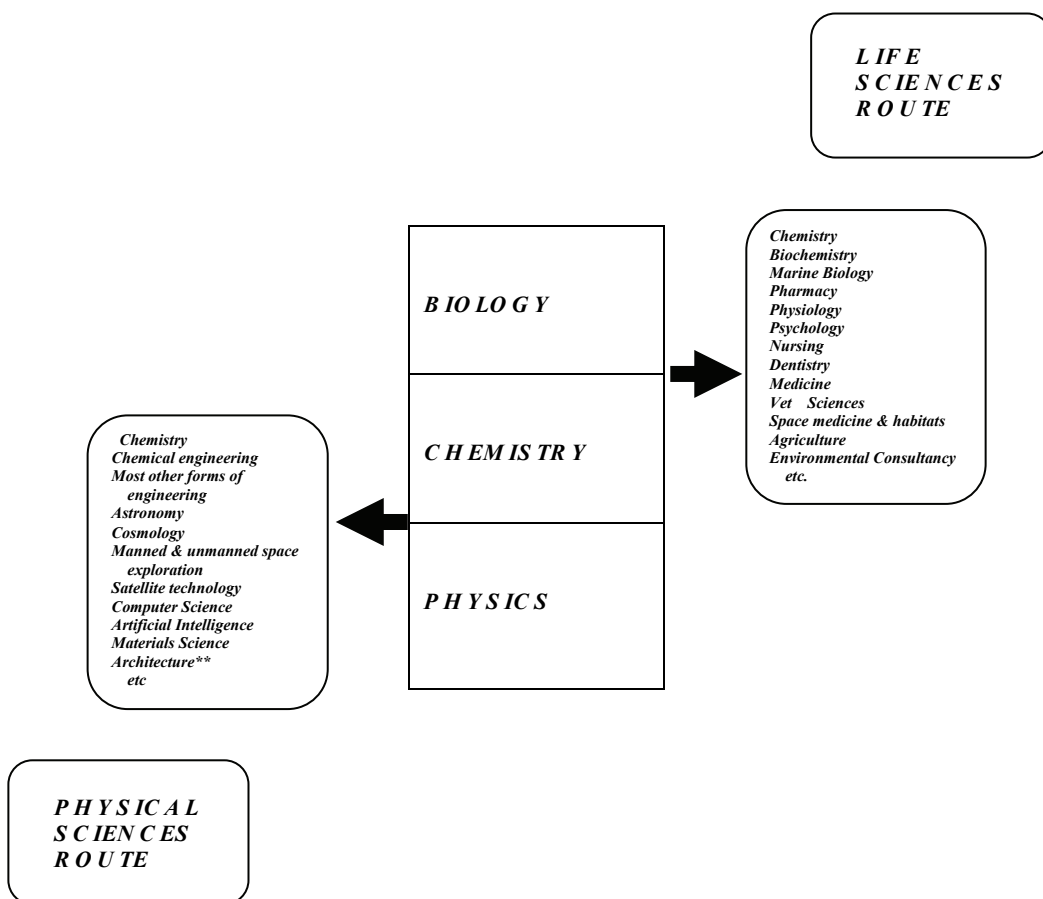 LIFE
SCIENCES
ROUTE
BIOLOGY
CHEMISTRY
PHYSICS
Chemistry
Biochemistry
Marine Biology
Pharmacy
Physiology
Psychology
Nursing
Dentistry
Medicine
Vet Sciences
Space medicine & habitats
Agriculture
Environmental Consultancy
etc.
Chemistry
Chemical engineering
Most other forms of
engineering
Astronomy
Cosmology
Manned & unmanned space
exploration
Satellite technology
Computer Science
Artificial Intelligence
Materials Science
Architecture**
etc
PHYSICAL
SCIENCES
ROUTE